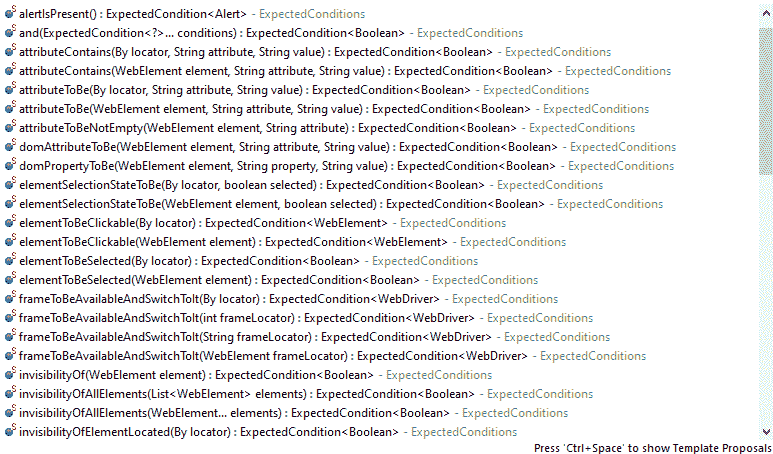 alertIsPresent() : ExpectedCondition<Alert> - ExpectedConditions
and(ExpectedCondition<?>... conditions) : ExpectedCondition<Boolean> - ExpectedConditions
attributeContains(By locator, String attribute, String value) : ExpectedCondition<Boolean> - ExpectedConditions
attributeContains(WebElement element, String attribute, String value) : ExpectedCondition<Boolean> - ExpectedConditions
attributeToBe(By locator, String attribute, String value) : ExpectedCondition<Boolean> - ExpectedConditions
attributeToBe(WebElement element, String attribute, String value) : ExpectedCondition<Boolean> - ExpectedConditions
attributeToBeNotEmpty(WebElement element, String attribute) : ExpectedCondition<Boolean> - ExpectedConditions
domAttributeToBe(WebElement element, String attribute, String value) : ExpectedCondition<Boolean> - ExpectedConditions
domPropertyToBe(WebElement element, String property, String value) : ExpectedCondition<Boolean> - ExpectedConditions
elementSelectionStateToBe(By locator, boolean selected) : ExpectedCondition<Boolean> - ExpectedConditions
elementSelectionStateToBe(WebElement element, boolean selected) : ExpectedCondition<Boolean> - ExpectedConditions
elementToBeClickable(By locator) : ExpectedCondition<WebElement> - ExpectedConditions
elementToBeClickable(WebElement element) : ExpectedCondition<WebElement> - ExpectedConditions
elementToBeSelected(By locator) : ExpectedCondition<Boolean> - ExpectedConditions
elementToBeSelected(WebElement element) : ExpectedCondition<Boolean> - ExpectedConditions
frameToBeAvailableAndSwitchToIt(By locator) : ExpectedCondition<WebDriver> - ExpectedConditions
frameToBeAvailableAndSwitchToIt(int frameLocator) : ExpectedCondition<WebDriver> - ExpectedConditions
frameToBeAvailableAndSwitchToIt(String frameLocator) : ExpectedCondition<WebDriver> - ExpectedConditions
frameToBeAvailableAndSwitchToIt(WebElement frameLocator) : ExpectedCondition<WebDriver> - ExpectedConditions
invisibilityOf(WebElement element) : ExpectedCondition<Boolean> - ExpectedConditions
invisibilityOfAllElements(List<WebElement> elements) : ExpectedCondition<Boolean> - ExpectedConditions
invisibilityOfAllElements(WebElement... elements) : ExpectedCondition<Boolean> - ExpectedConditions
invisibilityOfElementLocated(By locator) : ExpectedCondition<Boolean> - ExpectedConditions
Press 'Ctrl+Space' to show Template Proposals